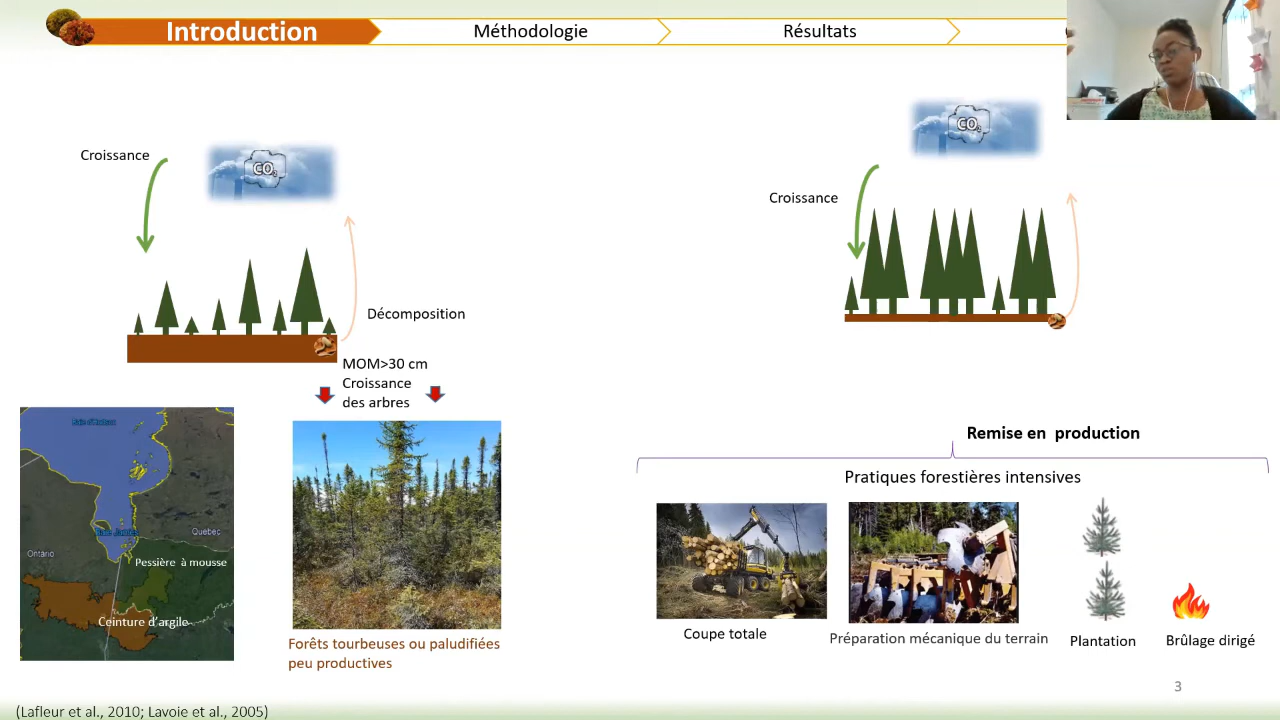 Introduction
Méthodologie
Résultats
Croissance
CO₂
Décomposition
MOM>30 cm
Croissance
des arbres
Croissance
CO₂
Ontario
Québec
Pessière à mousse
Ceinture d'argile
Forêts tourbeuses ou paludifiées
peu productives
Remise en production
Pratiques forestières intensives
Coupe totale
Préparation mécanique du terrain
Plantation
Brûlage dirigé
3
(Lafleur et al., 2010; Lavoie et al., 2005)